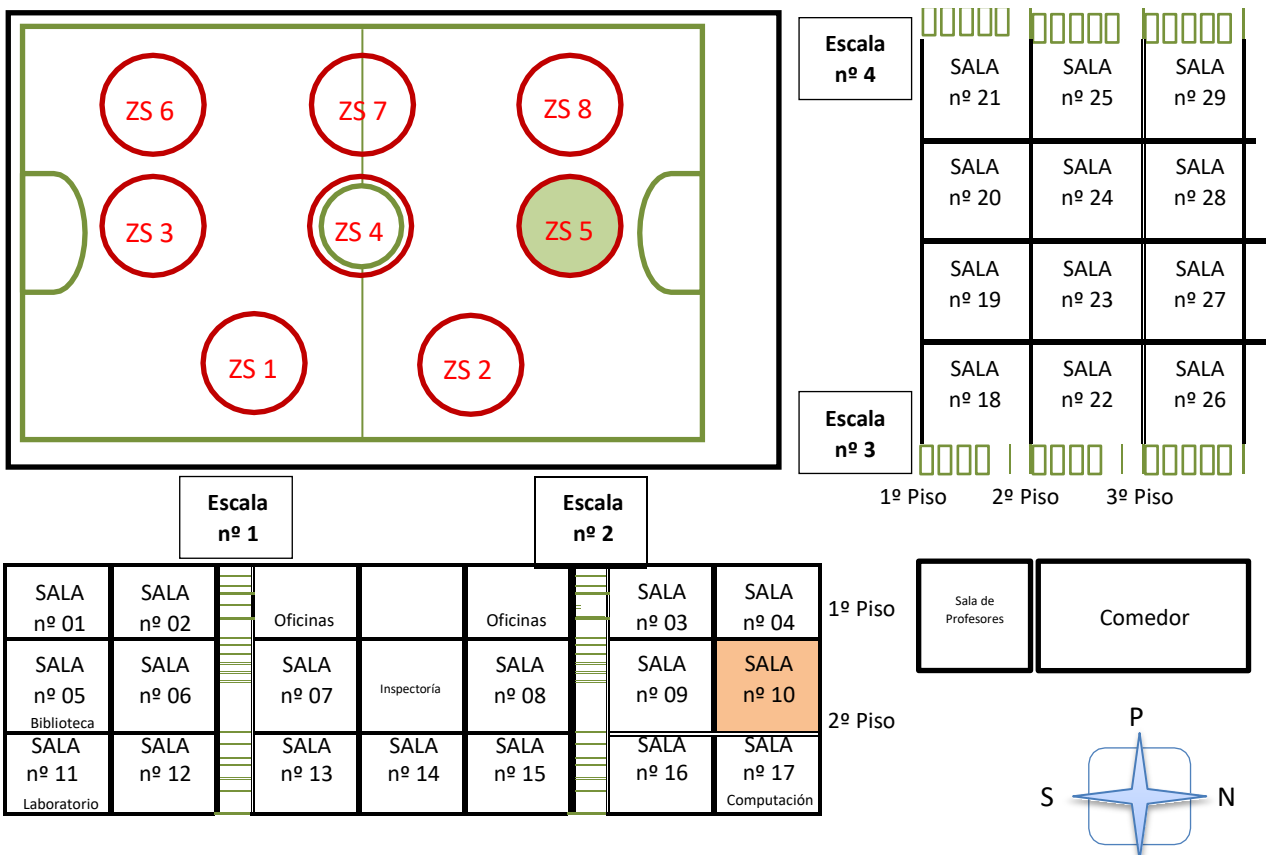 ZS 6
ZS 7
ZS 8
ZS 3
ZS 4
ZS 5
ZS 1
ZS 2
Escala
nº 4
SALA
nº 21
SALA
nº 25
SALA
nº 29
SALA
nº 20
SALA
nº 24
SALA
nº 28
SALA
nº 19
SALA
nº 23
SALA
nº 27
SALA
nº 18
SALA
nº 22
SALA
nº 26
Escala
nº 3
1º Piso
2º Piso
3º Piso
Escala
nº 1
Escala
nº 2
SALA
nº 01
SALA
nº 02
Oficinas
Oficinas
SALA
nº 03
SALA
nº 04
1º Piso
SALA
nº 05
Biblioteca
SALA
nº 06
SALA
nº 07
Inspectoría
SALA
nº 08
SALA
nº 09
SALA
nº 10
2º Piso
SALA
nº 11
Laboratorio
SALA
nº 12
SALA
nº 13
SALA
nº 14
SALA
nº 15
SALA
nº 16
SALA
nº 17
Computación
Sala de
Profesores
Comedor
P
S
N